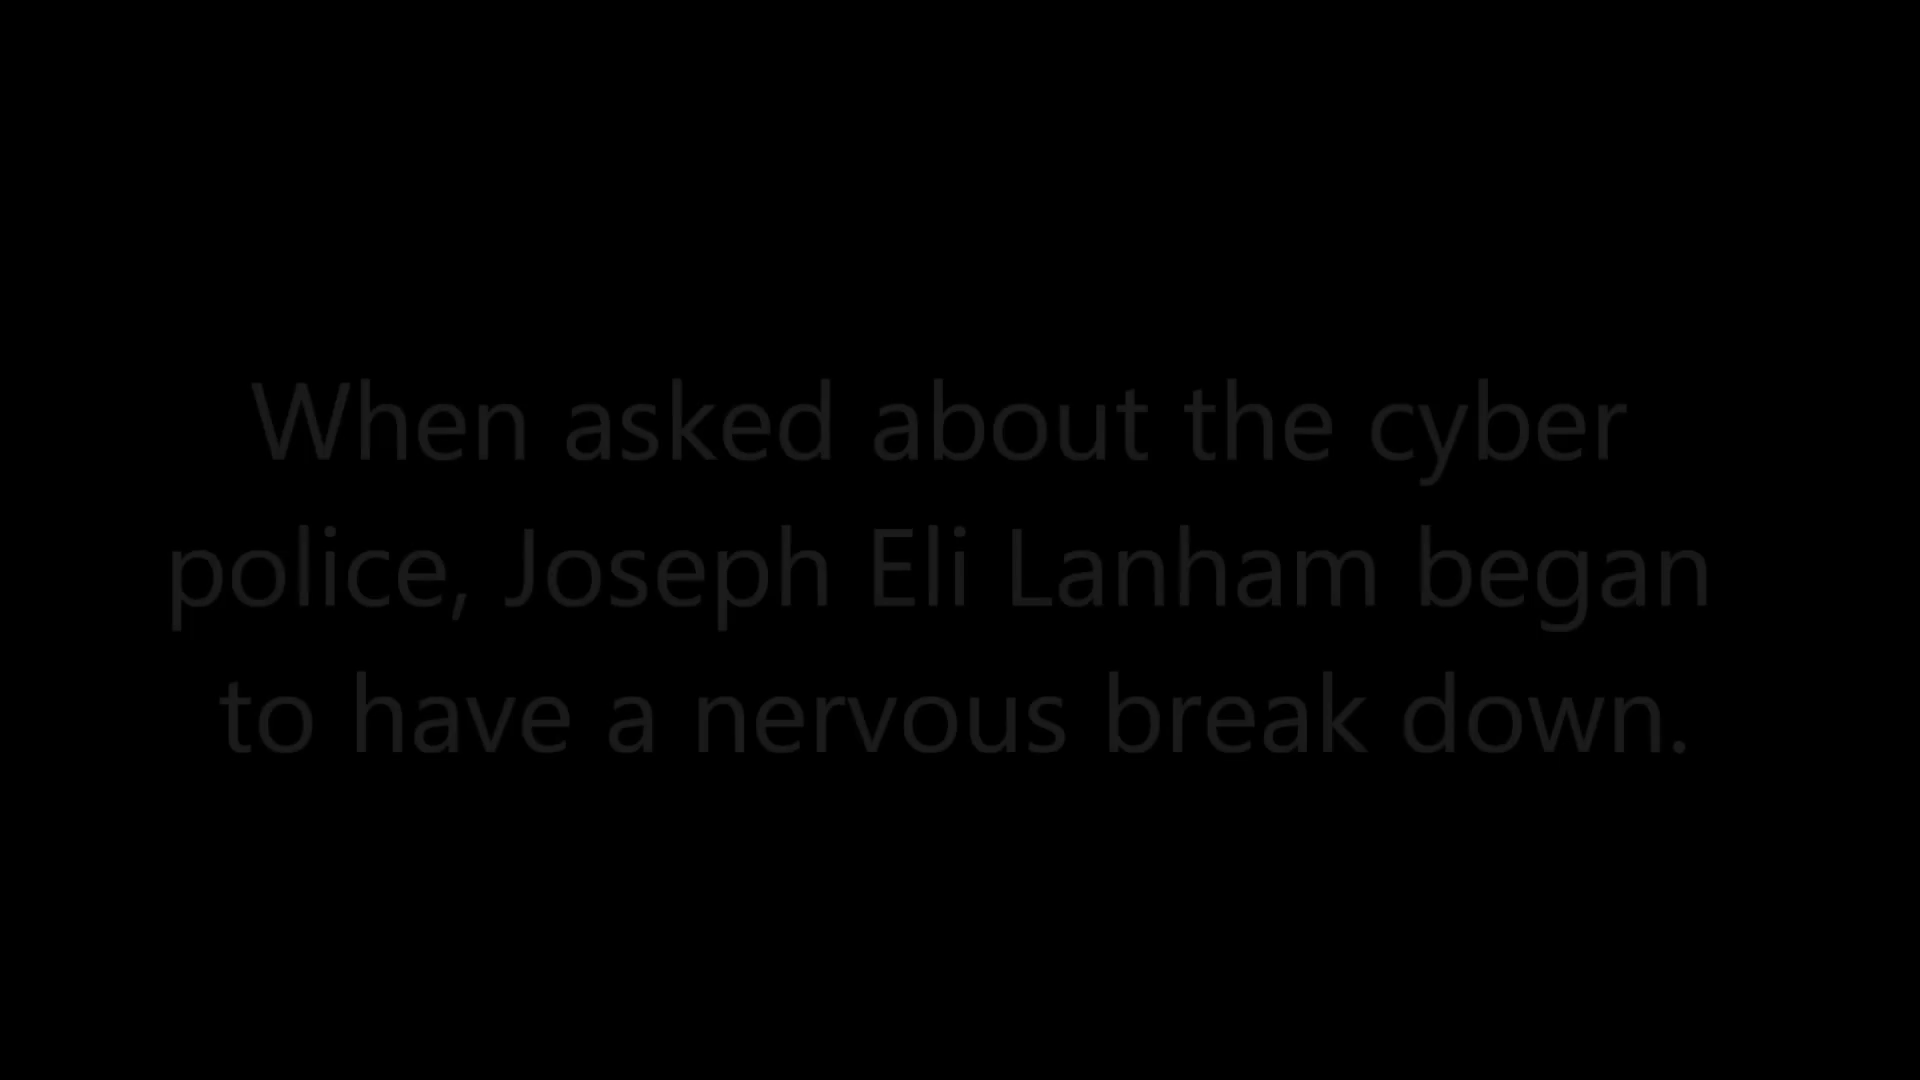 When asked about the cyber
police, Joseph Eli Lanham began
to have a nervous break down.